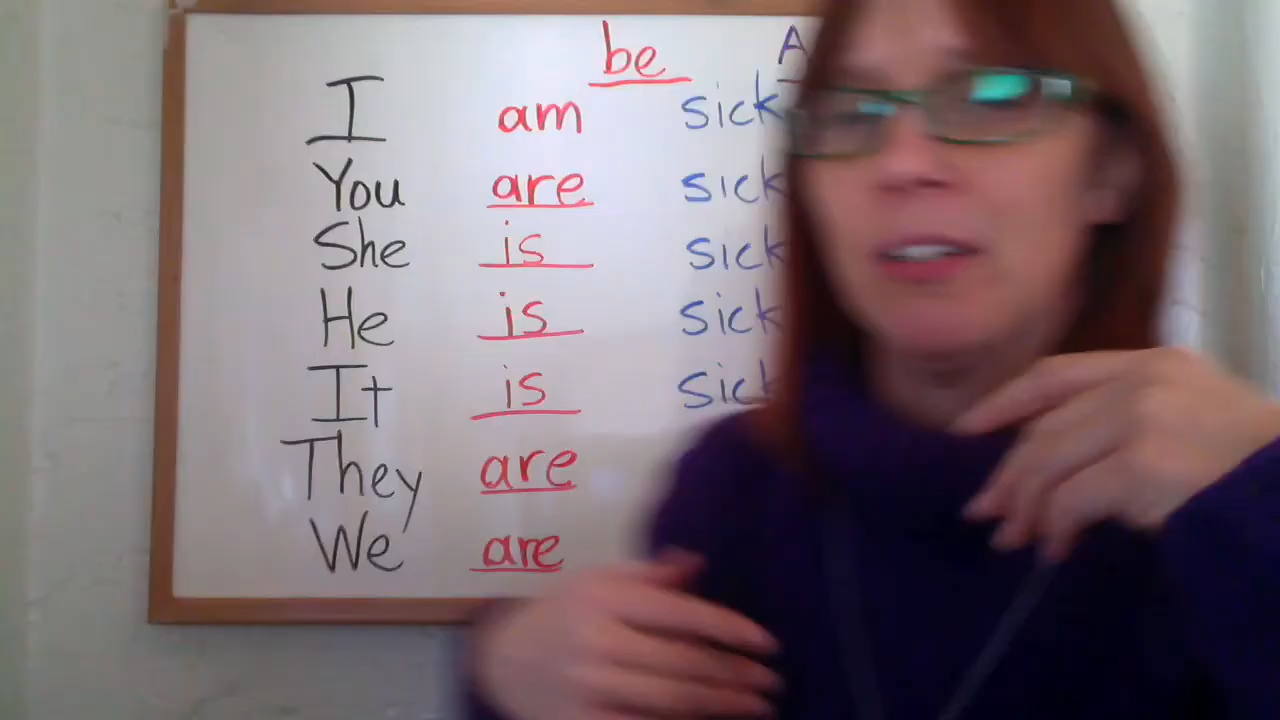 be A
I am sick
You are sick
She is sick
He is sick
It is sick
They are
We are